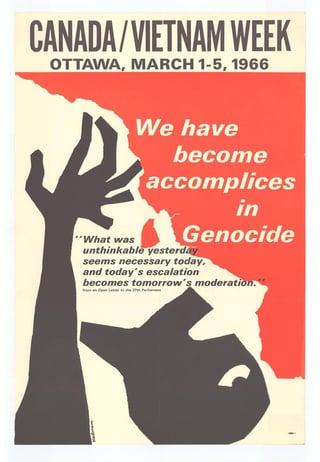 CANADA/VIETNAM WEEK
OTTAWA, MARCH 1-5, 1966
We have
become
accomplices
in
Genocide
"What was
unthinkable yesterday
seems necessary today,
and today's escalation
becomes tomorrow's moderation."
from an Open Letter to the 27th Parliament